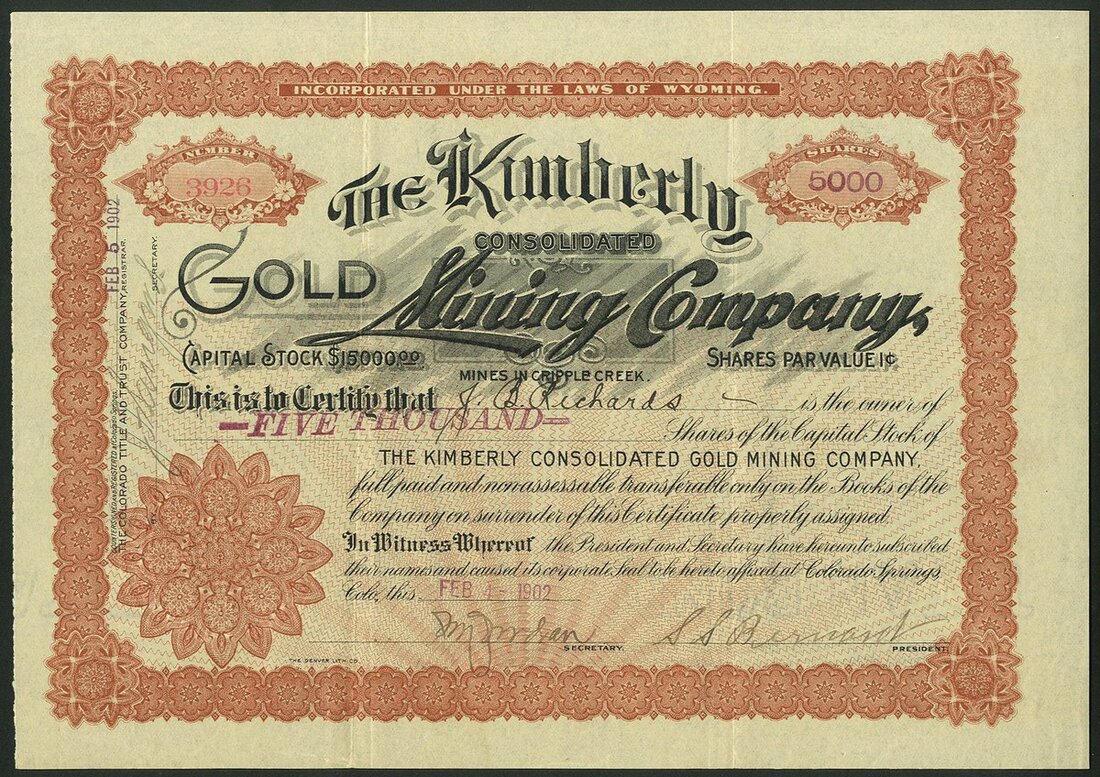 INCORPORATED UNDER THE LAWS OF WYOMING.
NUMBER
3926
SHARES
5000
THE Kimberly
CONSOLIDATED
GOLD Mining Company,
CAPITAL STOCK $15000.00
SHARES PAR VALUE 1¢
MINES IN CRIPPLE CREEK.
This is to Certify that J. B. Richards is the owner of
FIVE THOUSAND
Shares of the Capital Stock of
THE KIMBERLY CONSOLIDATED GOLD MINING COMPANY,
full paid and nonassessable transferable only on the Books of the
Company on surrender of this Certificate properly assigned.
In Witness Whereof the President and Secretary have hereunto subscribed
their names and caused its corporate Seal to be hereto affixed at Colorado Springs,
Colo, this FEB 4 - 1902
S S Bernard
SECRETARY.
PRESIDENT.
THE DENVER LITH. CO.
FEB 5 1902
THE COLORADO TITLE AND TRUST COMPANY, REGISTRAR.
SECRETARY.